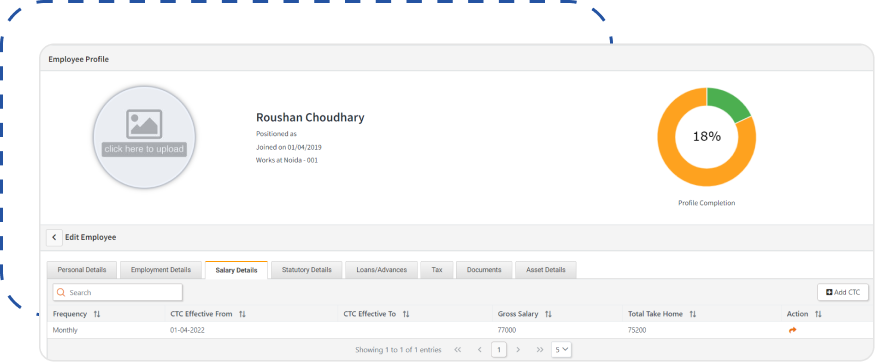 Employee Profile
click here to upload
Roushan Choudhary
Positioned as
Joined on 01/04/2019
Works at Noida - 001
18%
Profile Completion
Edit Employee
Personal Details Employment Details Salary Details Statutory Details Loans/Advances Tax Documents Asset Details
Search Add CTC
Frequency CTC Effective From CTC Effective To Gross Salary Total Take Home Action
Monthly 01-04-2022 77000 75200
Showing 1 to 1 of 1 entries << < 1 > >> 5